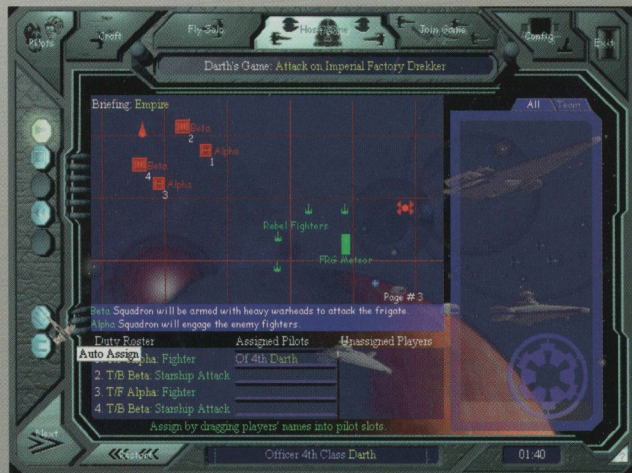 Pilots
Craft
Fly Solo
Host Game
Join Game
Config
Exit
Darth's Game: Attack on Imperial Factory Drekker
All
Team
Briefing: Empire
Beta
2
Alpha
1
Beta
4
Alpha
3
Rebel Fighters
FRG Meteor
Page # 3
Beta Squadron will be armed with heavy warheads to attack the frigate.
Alpha Squadron will engage the enemy fighters.
Duty Roster Assigned Pilots Unassigned Players
Auto Assign
Alpha: Fighter Of 4th Darth
2. T/B Beta: Starship Attack
3. T/F Alpha: Fighter
4. T/B Beta: Starship Attack
Assign by dragging players' names into pilot slots.
Next
Officer 4th Class Darth
01:40